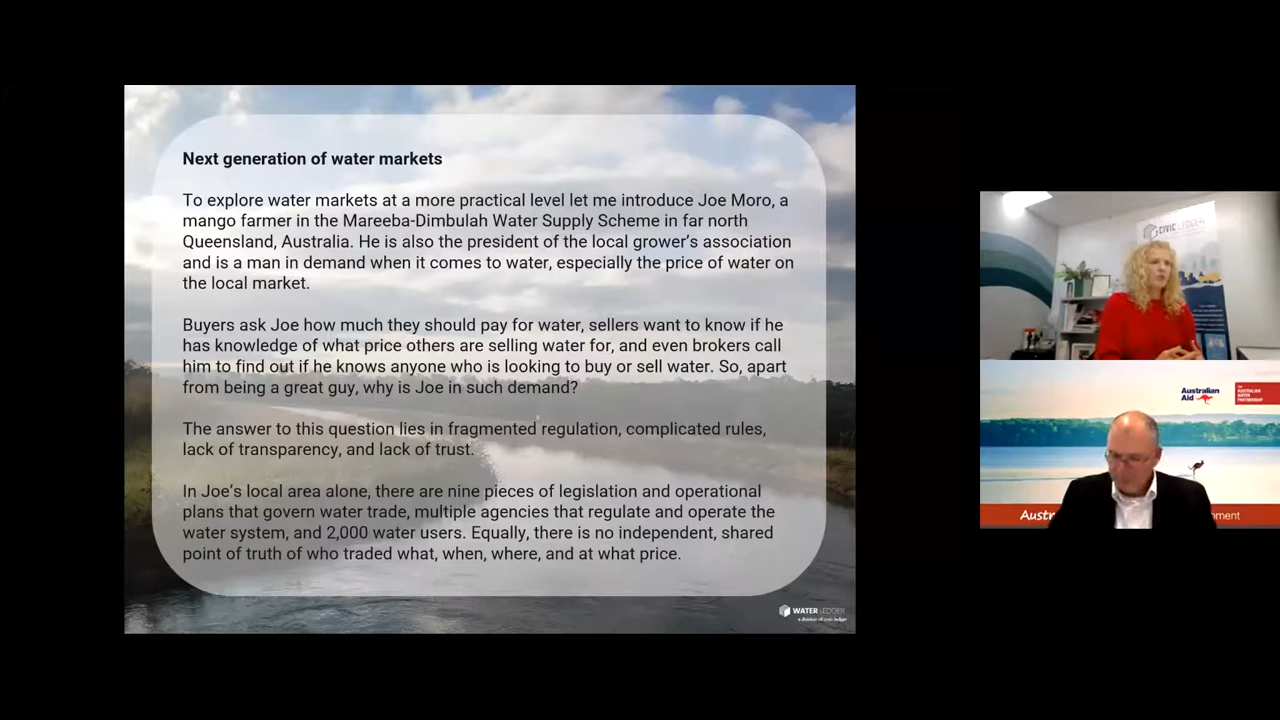 Next generation of water markets
To explore water markets at a more practical level let me introduce Joe Moro, a
mango farmer in the Mareeba-Dimbulah Water Supply Scheme in far north
Queensland, Australia. He is also the president of the local grower’s association
and is a man in demand when it comes to water, especially the price of water on
the local market.
Buyers ask Joe how much they should pay for water, sellers want to know if he
has knowledge of what price others are selling water for, and even brokers call
him to find out if he knows anyone who is looking to buy or sell water. So, apart
from being a great guy, why is Joe in such demand?
The answer to this question lies in fragmented regulation, complicated rules,
lack of transparency, and lack of trust.
In Joe’s local area alone, there are nine pieces of legislation and operational
plans that govern water trade, multiple agencies that regulate and operate the
water system, and 2,000 water users. Equally, there is no independent, shared
point of truth of who traded what, when, where, and at what price.
WATER LEDGER
a division of civic ledger
CIVIC LEDGER
Australian
Aid
THE
AUSTRALIAN
WATER
PARTNERSHIP